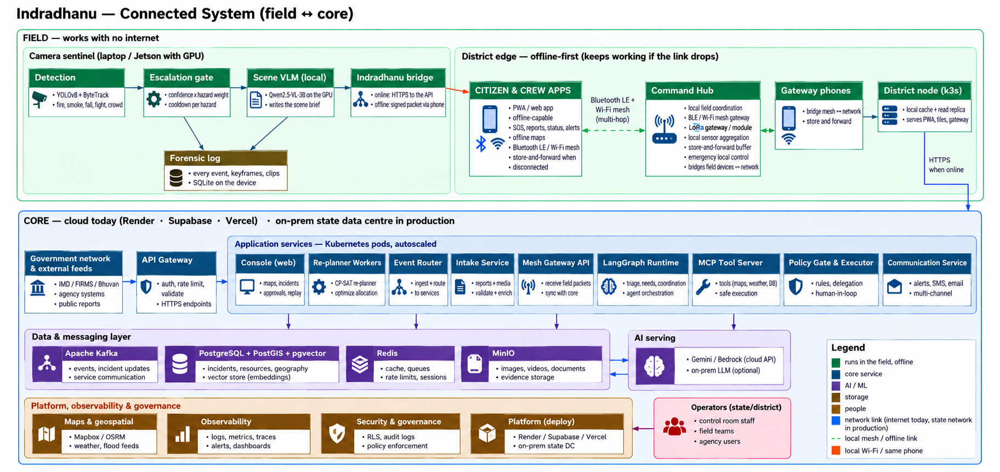 Indradhanu — Connected System (field ↔ core)
FIELD — works with no internet
Camera sentinel (laptop / Jetson with GPU)
Detection
• YOLOv8 + ByteTrack
• fire, smoke, fall, fight, crowd
Escalation gate
• confidence x hazard weight
• cooldown per hazard
Scene VLM (local)
• Qwen2.5-VL-3B on the GPU
• writes the scene brief
Indradhanu bridge
• online: HTTPS to the API
• offline: signed packet via phone
Forensic log
• every event, keyframes, clips
• SQLite on the device
District edge — offline-first (keeps working if the link drops)
CITIZEN & CREW APPS
• PWA / web app
• offline-capable
• SOS, reports, status, alerts
• offline maps
• Bluetooth LE / Wi-Fi mesh
• store-and-forward when
• disconnected
Bluetooth LE +
Wi-Fi mesh
(multi-hop)
Command Hub
• local field coordination
• BLE / Wi-Fi mesh gateway
• LoRa gateway / module
• local sensor aggregation
• store-and-forward buffer
• emergency local control
• bridges field devices ↔ network
Gateway phones
• bridge mesh ↔ network
• store and forward
District node (k3s)
• local cache + read replica
• serves PWA, tiles, gateway
HTTPS
when online
CORE — cloud today (Render · Supabase · Vercel) · on-prem state data centre in production
Government network
& external feeds
• IMD / FIRMS / Bhuvan
• agency systems
• public reports
API Gateway
• auth, rate limit,
validate
• HTTPS endpoints
Application services — Kubernetes pods, autoscaled
Console (web)
• maps, incidents
• approvals, replay
Re-planner Workers
• CP-SAT re-planner
• optimize allocation
Event Router
• ingest + route
• to services
Intake Service
• reports + media
• validate + enrich
Mesh Gateway API
• receive field packets
• sync with core
LangGraph Runtime
• triage, needs, coordination
• agent orchestration
MCP Tool Server
• tools (maps, weather, DB)
• safe execution
Policy Gate & Executor
• rules, delegation
• human-in-loop
Communication Service
• alerts, SMS, email
• multi-channel
Data & messaging layer
Apache Kafka
• events, incident updates
• service communication
PostgreSQL + PostGIS + pgvector
• incidents, resources, geography
• vector store (embeddings)
Redis
• cache, queues
• rate limits, sessions
MinIO
• images, videos, documents
• evidence storage
AI serving
• Gemini / Bedrock (cloud API)
• on-prem LLM (optional)
Platform, observability & governance
Maps & geospatial
• Mapbox / OSRM
• weather, flood feeds
Observability
• logs, metrics, traces
• alerts, dashboards
Security & governance
• RLS, audit logs
• policy enforcement
Platform (deploy)
• Render / Supabase / Vercel
• on-prem state DC
Operators (state/district)
• control room staff
• field teams
• agency users
Legend
runs in the field, offline
core service
AI / ML
storage
people
network link (internet today, state network
in production)
local mesh / offline link
local Wi-Fi / same phone